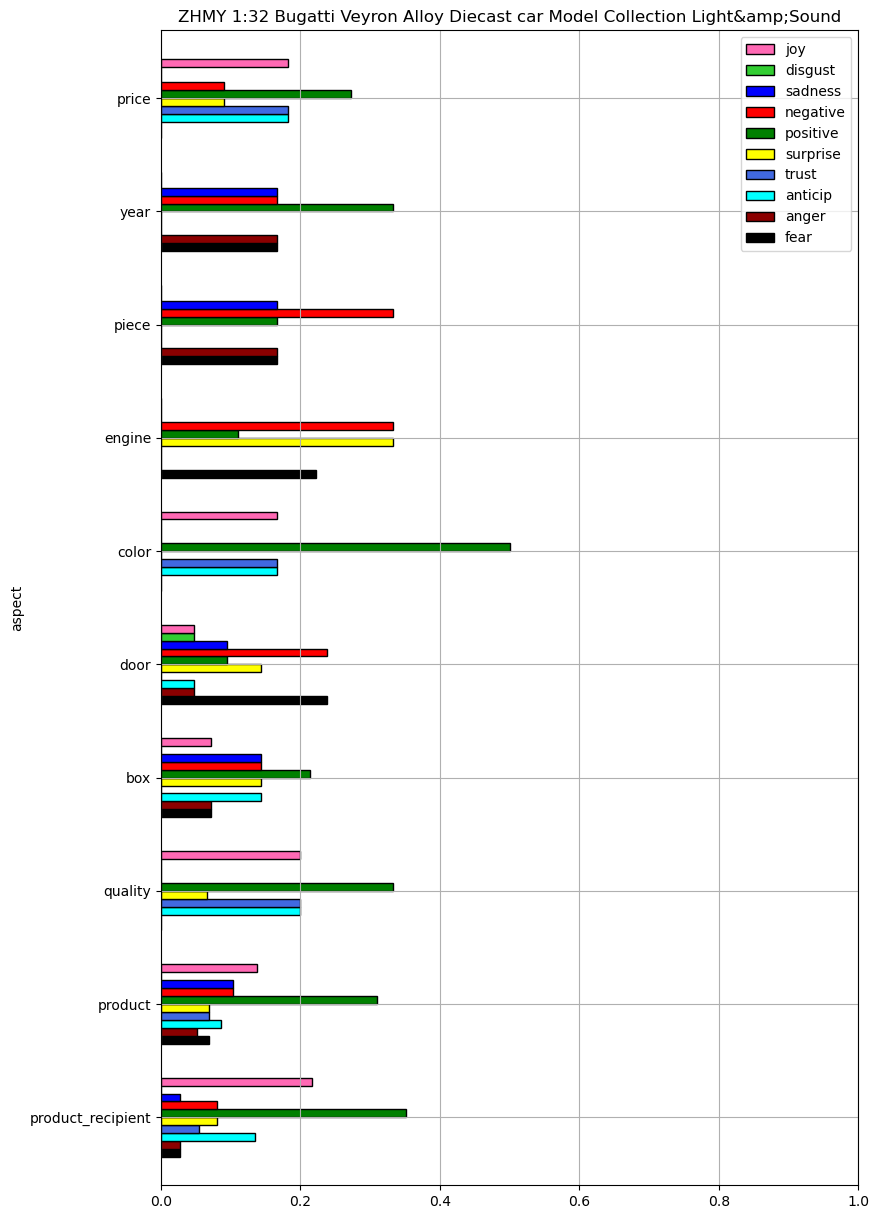 ZHMY 1:32 Bugatti Veyron Alloy Diecast car Model Collection Light&amp;Sound
joy
disgust
sadness
negative
positive
surprise
trust
anticip
anger
fear
price
year
piece
engine
color
door
box
quality
product
product_recipient
aspect
0.0 0.2 0.4 0.6 0.8 1.0